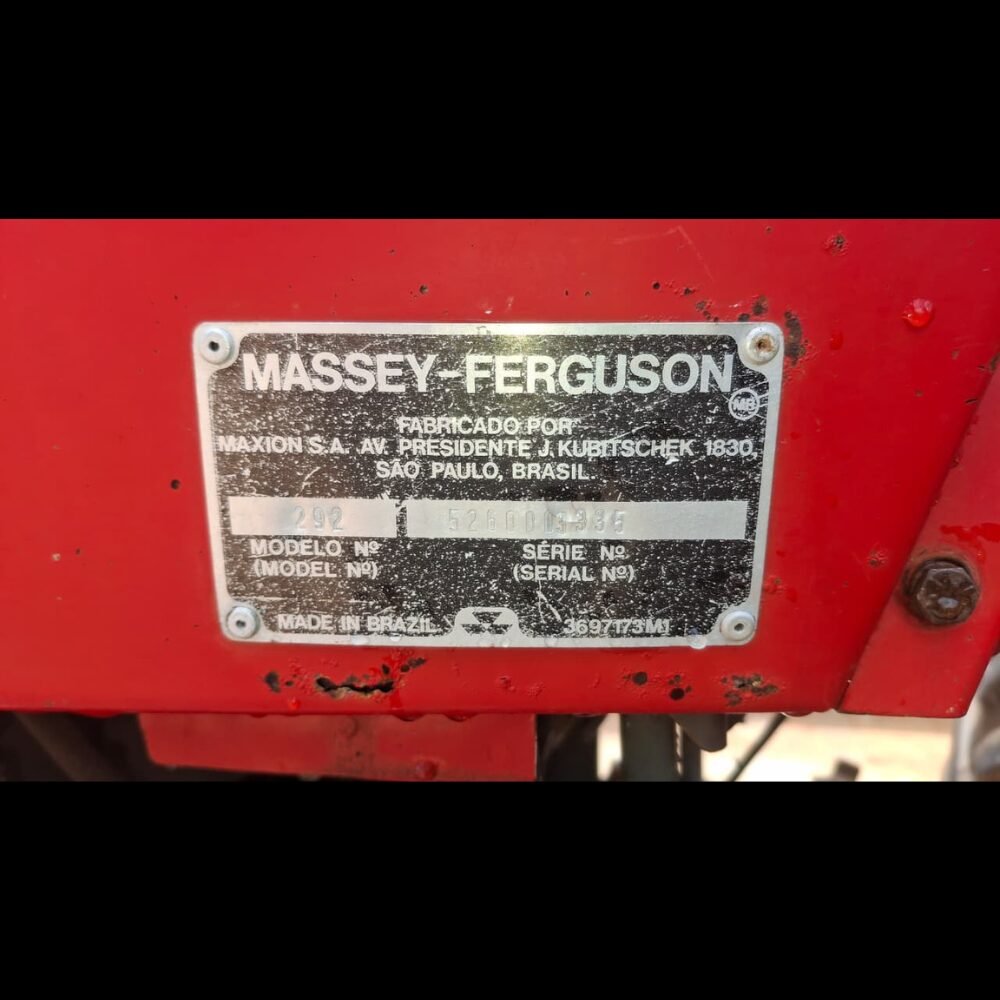 MASSEY-FERGUSON
FABRICADO POR
MAXION S.A. AV. PRESIDENTE J. KUBITSCHEK 1830,
SÃO PAULO, BRASIL.
292
MODELO Nº SÉRIE Nº
(MODEL Nº) (SERIAL Nº)
MADE IN BRAZIL 3697173M1